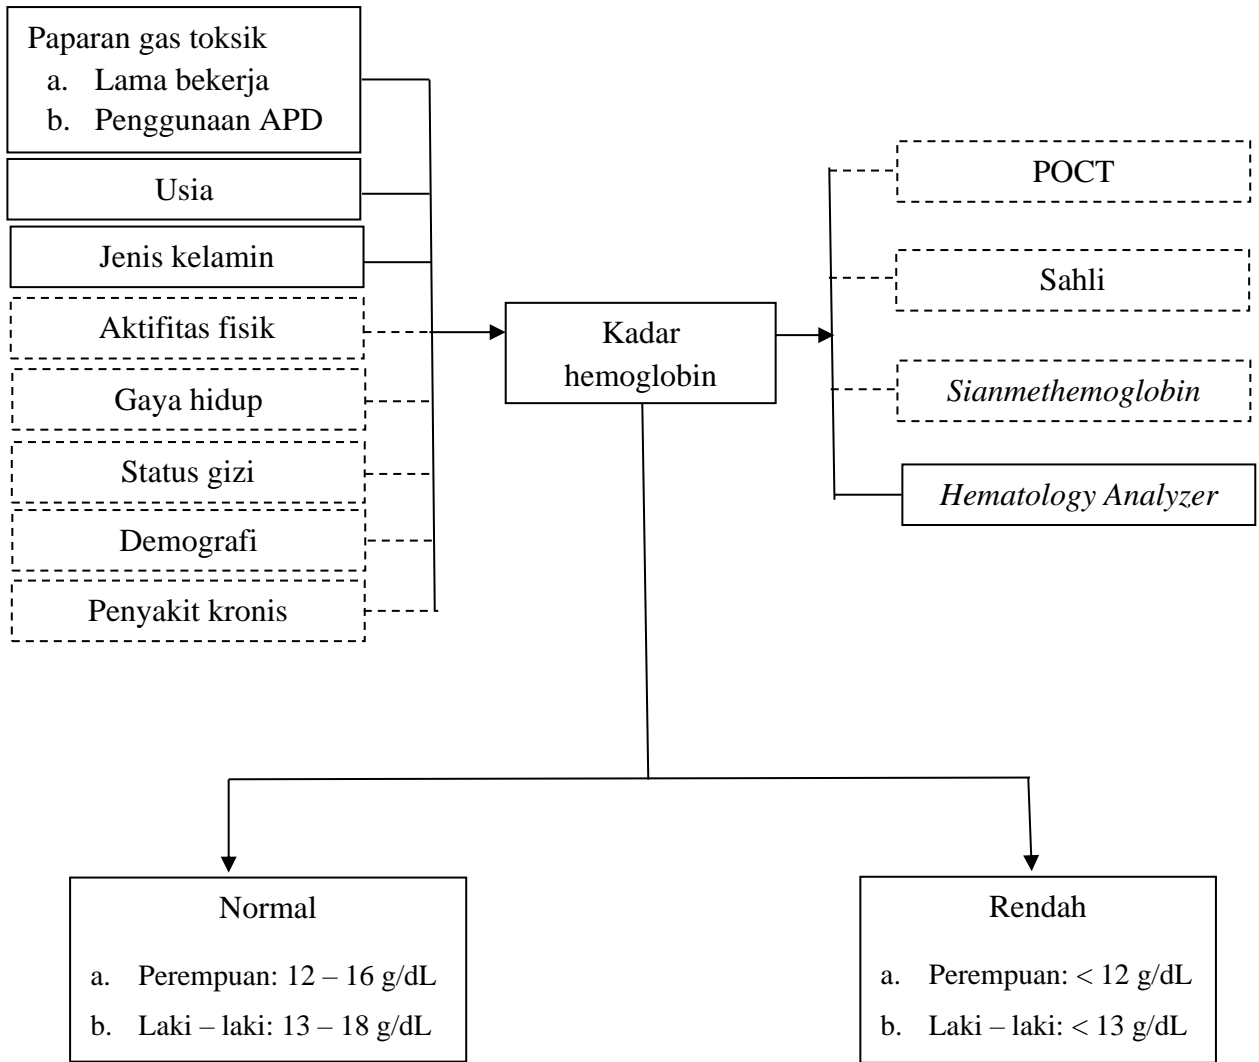 Paparan gas toksik
a. Lama bekerja
b. Penggunaan APD
Usia
Jenis kelamin
Aktifitas fisik
Gaya hidup
Status gizi
Demografi
Penyakit kronis
Kadar
hemoglobin
POCT
Sahli
Sianmethemoglobin
Hematology Analyzer
Normal
a. Perempuan: 12 – 16 g/dL
b. Laki – laki: 13 – 18 g/dL
Rendah
a. Perempuan: < 12 g/dL
b. Laki – laki: < 13 g/dL